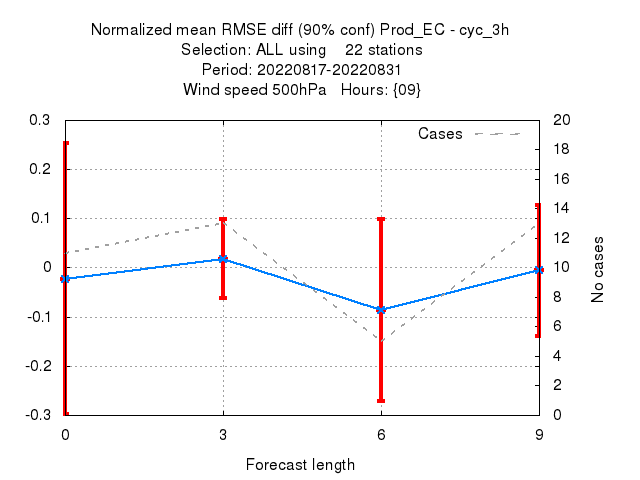 Normalized mean RMSE diff (90% conf) Prod_EC - cyc_3h
Selection: ALL using    22 stations
Period: 20220817-20220831
Wind speed 500hPa   Hours: {09}
Cases
0.3
0.2
0.1
0
-0.1
-0.2
-0.3
20
18
16
14
12
10
8
6
4
2
0
No cases
0 3 6 9
Forecast length